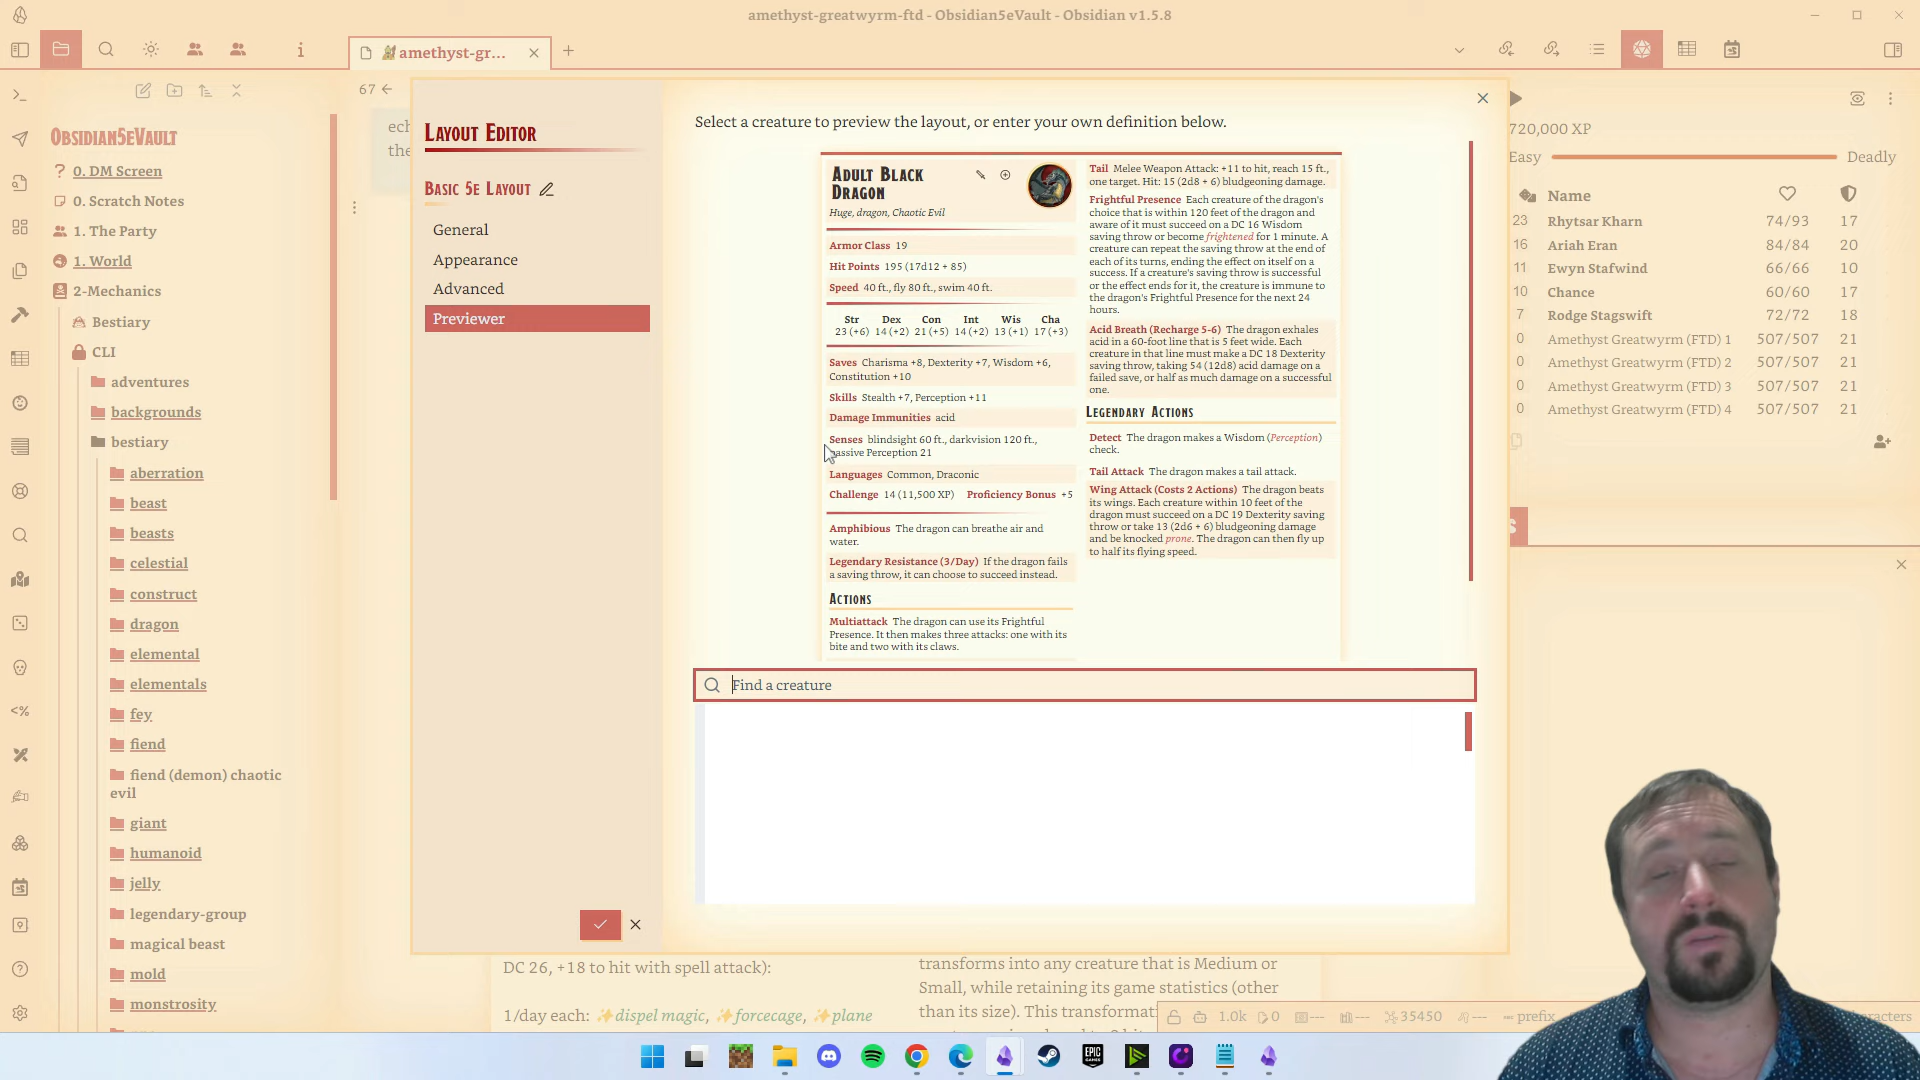 amethyst-greatwyrm-ftd - Obsidian5eVault - Obsidian v1.5.8
amethyst-gr...
67
OBSIDIAN5EVAULT
0. DM Screen
0. Scratch Notes
1. The Party
1. World
2-Mechanics
Bestiary
CLI
adventures
backgrounds
bestiary
aberration
beast
beasts
celestial
construct
dragon
elemental
elementals
fey
fiend
fiend (demon) chaotic
evil
giant
humanoid
jelly
legendary-group
magical beast
mold
monstrosity
ech
the
LAYOUT EDITOR
BASIC 5E LAYOUT
General
Appearance
Advanced
Previewer
Select a creature to preview the layout, or enter your own definition below.
ADULT BLACK
DRAGON
Huge, dragon, Chaotic Evil
Armor Class 19
Hit Points 195 (17d12 + 85)
Speed 40 ft., fly 80 ft., swim 40 ft.
Str Dex Con Int Wis Cha
23 (+6) 14 (+2) 21 (+5) 14 (+2) 13 (+1) 17 (+3)
Saves Charisma +8, Dexterity +7, Wisdom +6,
Constitution +10
Skills Stealth +7, Perception +11
Damage Immunities acid
Senses blindsight 60 ft., darkvision 120 ft.,
passive Perception 21
Languages Common, Draconic
Challenge 14 (11,500 XP) Proficiency Bonus +5
Amphibious The dragon can breathe air and
water.
Legendary Resistance (3/Day) If the dragon fails
a saving throw, it can choose to succeed instead.
ACTIONS
Multiattack The dragon can use its Frightful
Presence. It then makes three attacks: one with its
bite and two with its claws.
Tail Melee Weapon Attack: +11 to hit, reach 15 ft.,
one target. Hit: 15 (2d8 + 6) bludgeoning damage.
Frightful Presence Each creature of the dragon's
choice that is within 120 feet of the dragon and
aware of it must succeed on a DC 16 Wisdom
saving throw or become frightened for 1 minute. A
creature can repeat the saving throw at the end of
each of its turns, ending the effect on itself on a
success. If a creature's saving throw is successful
or the effect ends for it, the creature is immune to
the dragon's Frightful Presence for the next 24
hours.
Acid Breath (Recharge 5-6) The dragon exhales
acid in a 60-foot line that is 5 feet wide. Each
creature in that line must make a DC 18 Dexterity
saving throw, taking 54 (12d8) acid damage on a
failed save, or half as much damage on a successful
one.
LEGENDARY ACTIONS
Detect The dragon makes a Wisdom (Perception)
check.
Tail Attack The dragon makes a tail attack.
Wing Attack (Costs 2 Actions) The dragon beats
its wings. Each creature within 10 feet of the
dragon must succeed on a DC 19 Dexterity saving
throw or take 13 (2d6 + 6) bludgeoning damage
and be knocked prone. The dragon can then fly up
to half its flying speed.
Find a creature
720,000 XP
Easy Deadly
Name
23 Rhytsar Kharn 74/93 17
16 Ariah Eran 84/84 20
11 Ewyn Stafwind 66/66 10
10 Chance 60/60 17
7 Rodge Stagswift 72/72 18
0 Amethyst Greatwyrm (FTD) 1 507/507 21
0 Amethyst Greatwyrm (FTD) 2 507/507 21
0 Amethyst Greatwyrm (FTD) 3 507/507 21
0 Amethyst Greatwyrm (FTD) 4 507/507 21
S
DC 26, +18 to hit with spell attack):
1/day each: dispel magic, forcecage, plane
transforms into any creature that is Medium or
Small, while retaining its game statistics (other
than its size). This transformat
1.0k 0 --- --- 35450 --- prefix aracters
EPIC
GAMES